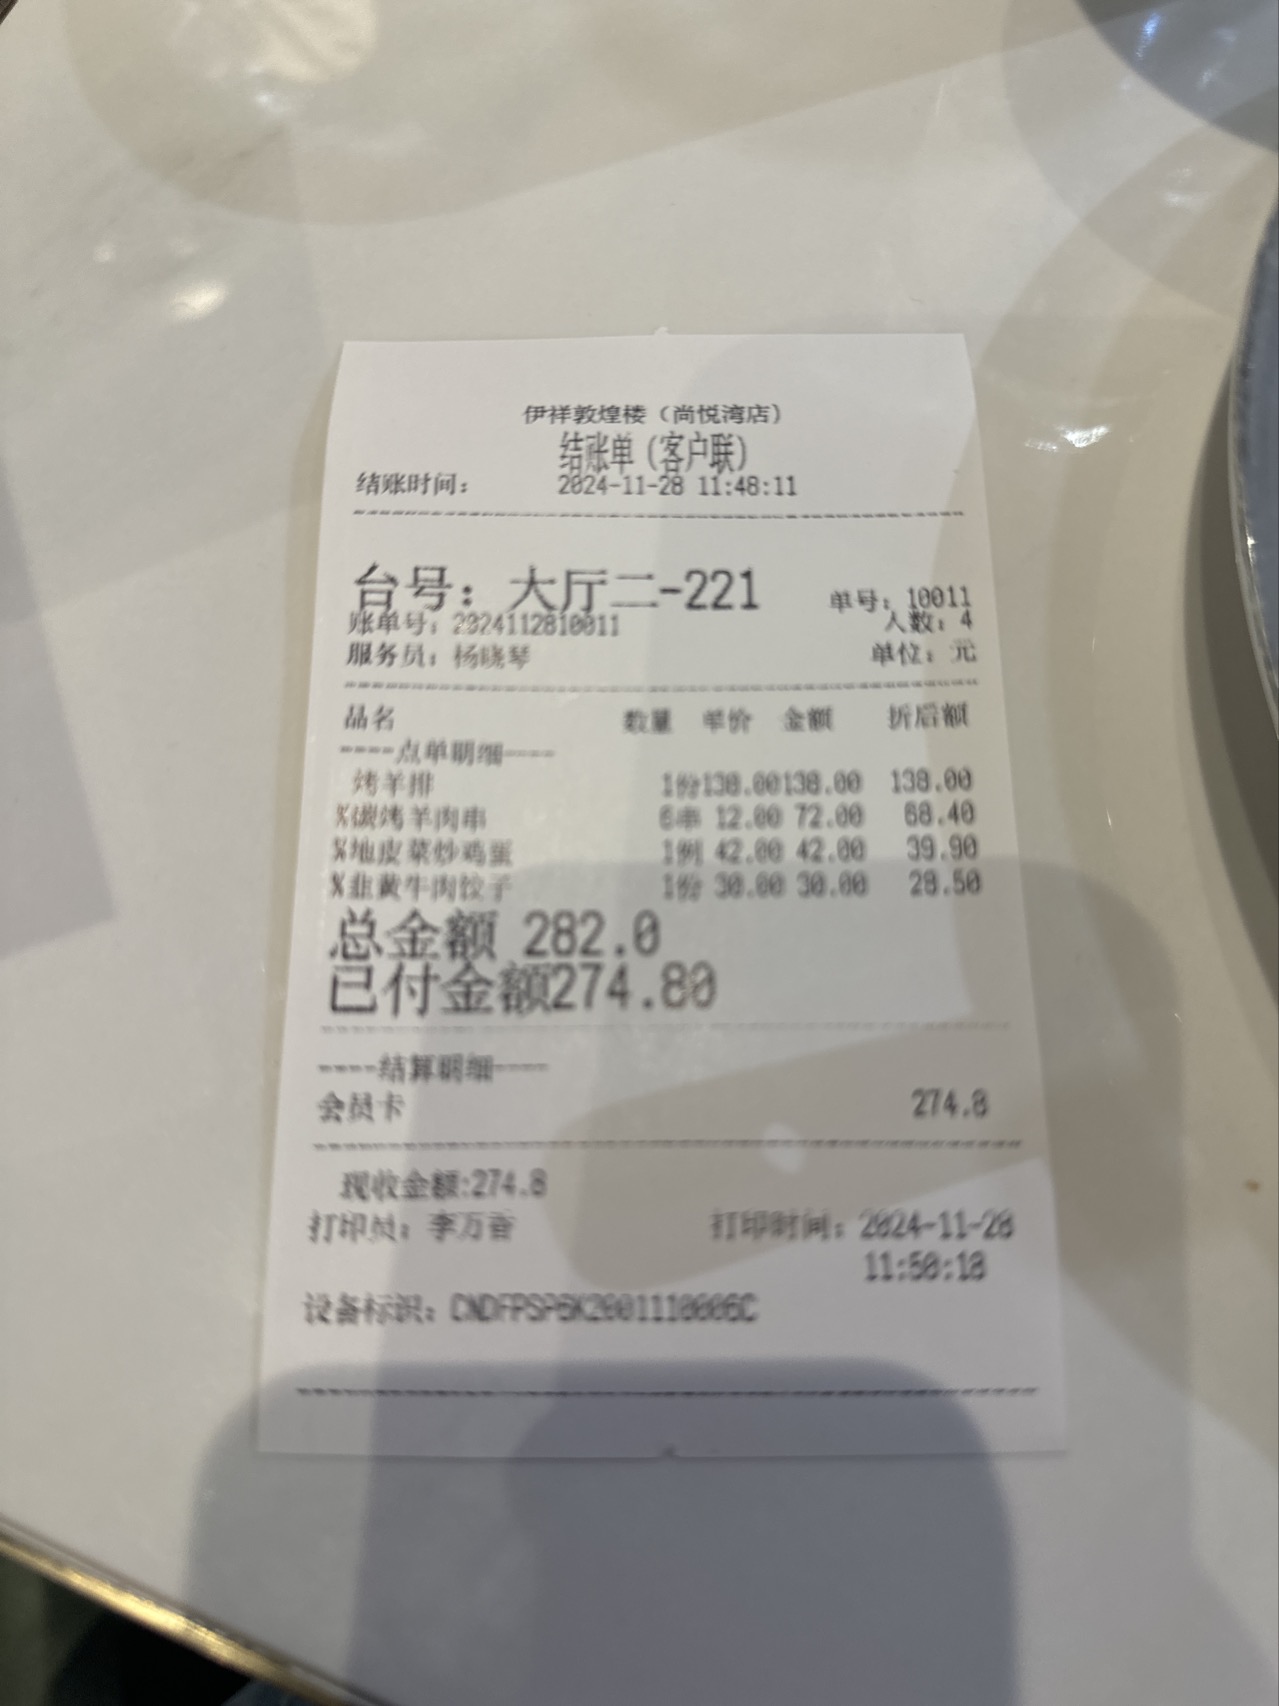 伊祥敦煌楼（尚悦湾店）
结账单（客户联）
结账时间： 2024-11-28 11:48:11
台号：大厅二-221 单号：10011
账单号：2024112810011 人数：4
服务员：杨晓琴 单位：元
品名 数量 单价 金额 折后额
----点单明细----
烤羊排 1份138.00138.00 138.00
%碳烤羊肉串 6串 12.00 72.00 68.40
%地皮菜炒鸡蛋 1例 42.00 42.00 39.90
%韭黄牛肉饺子 1份 30.00 30.00 28.50
总金额 282.0
已付金额274.80
----结算明细----
会员卡 274.8
现收金额:274.8
打印员：李万香 打印时间：2024-11-28
11:50:18
设备标识：